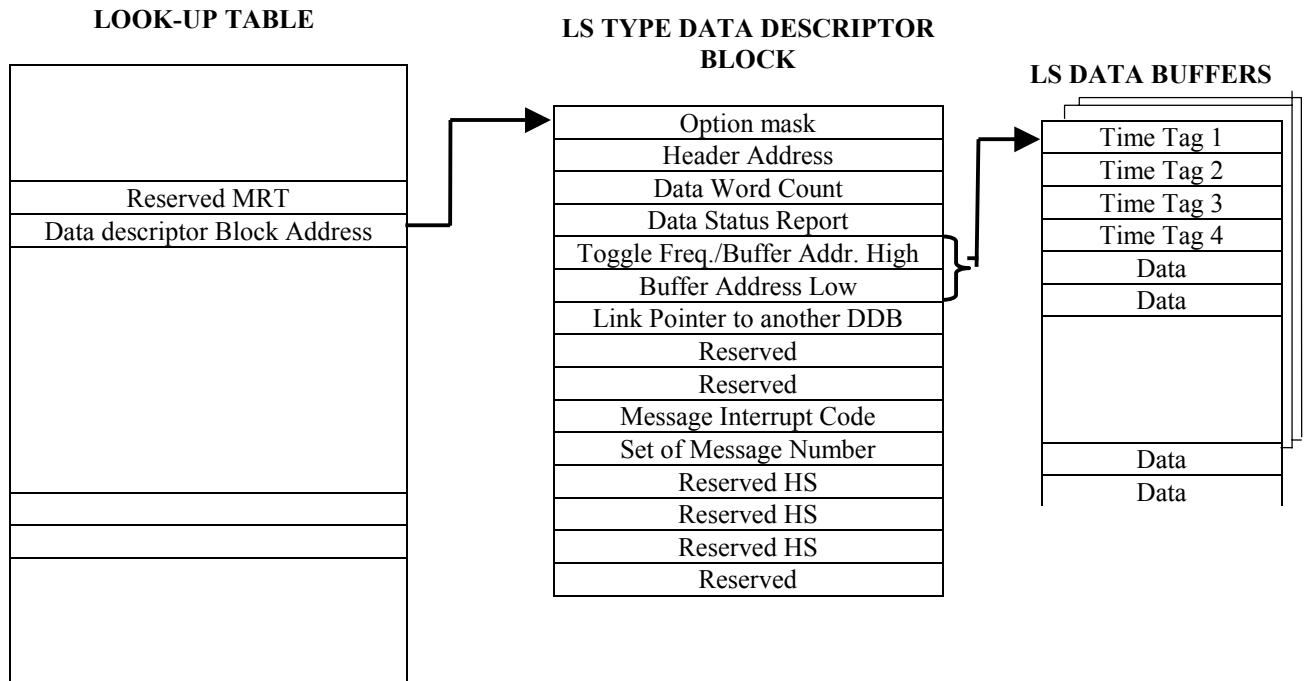 LOOK-UP TABLE
Reserved MRT
Data descriptor Block Address
LS TYPE DATA DESCRIPTOR
BLOCK
Option mask
Header Address
Data Word Count
Data Status Report
Toggle Freq./Buffer Addr. High
Buffer Address Low
Link Pointer to another DDB
Reserved
Reserved
Message Interrupt Code
Set of Message Number
Reserved HS
Reserved HS
Reserved HS
Reserved
LS DATA BUFFERS
Time Tag 1
Time Tag 2
Time Tag 3
Time Tag 4
Data
Data
Data
Data